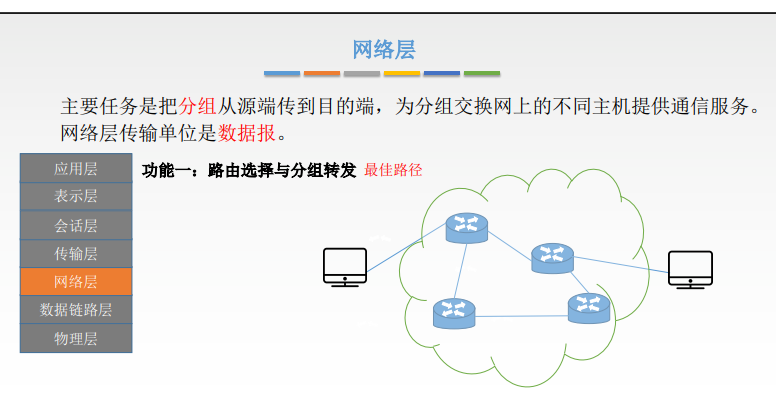 网络层
主要任务是把分组从源端传到目的端，为分组交换网上的不同主机提供通信服务。
网络层传输单位是数据报。
功能一：路由选择与分组转发 最佳路径
应用层
表示层
会话层
传输层
网络层
数据链路层
物理层